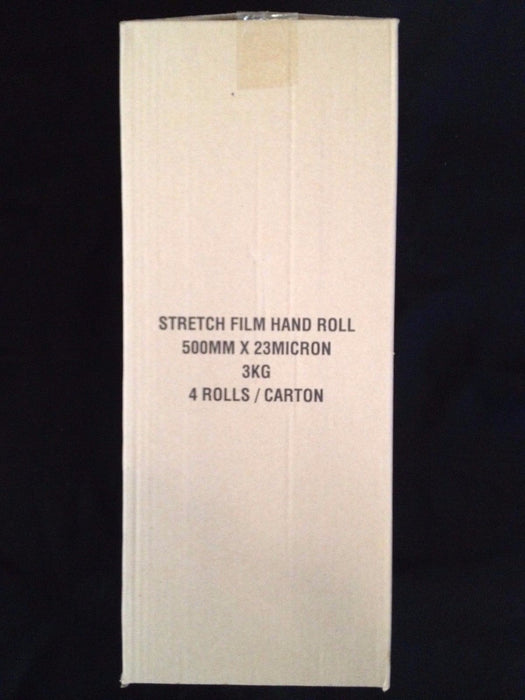 STRETCH FILM HAND ROLL
500MM X 23MICRON
3KG
4 ROLLS / CARTON